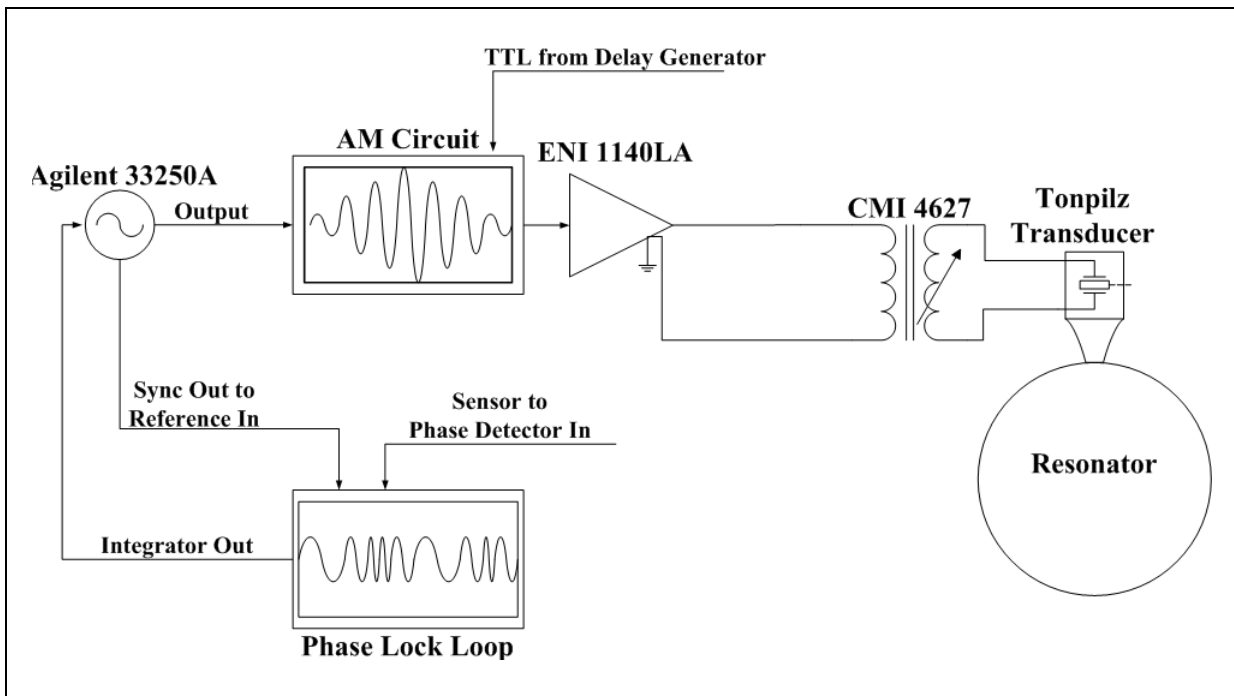 TTL from Delay Generator
AM Circuit
ENI 1140LA
Agilent 33250A
Output
CMI 4627
Tonpilz
Transducer
Sync Out to
Reference In
Sensor to
Phase Detector In
Resonator
Integrator Out
Phase Lock Loop